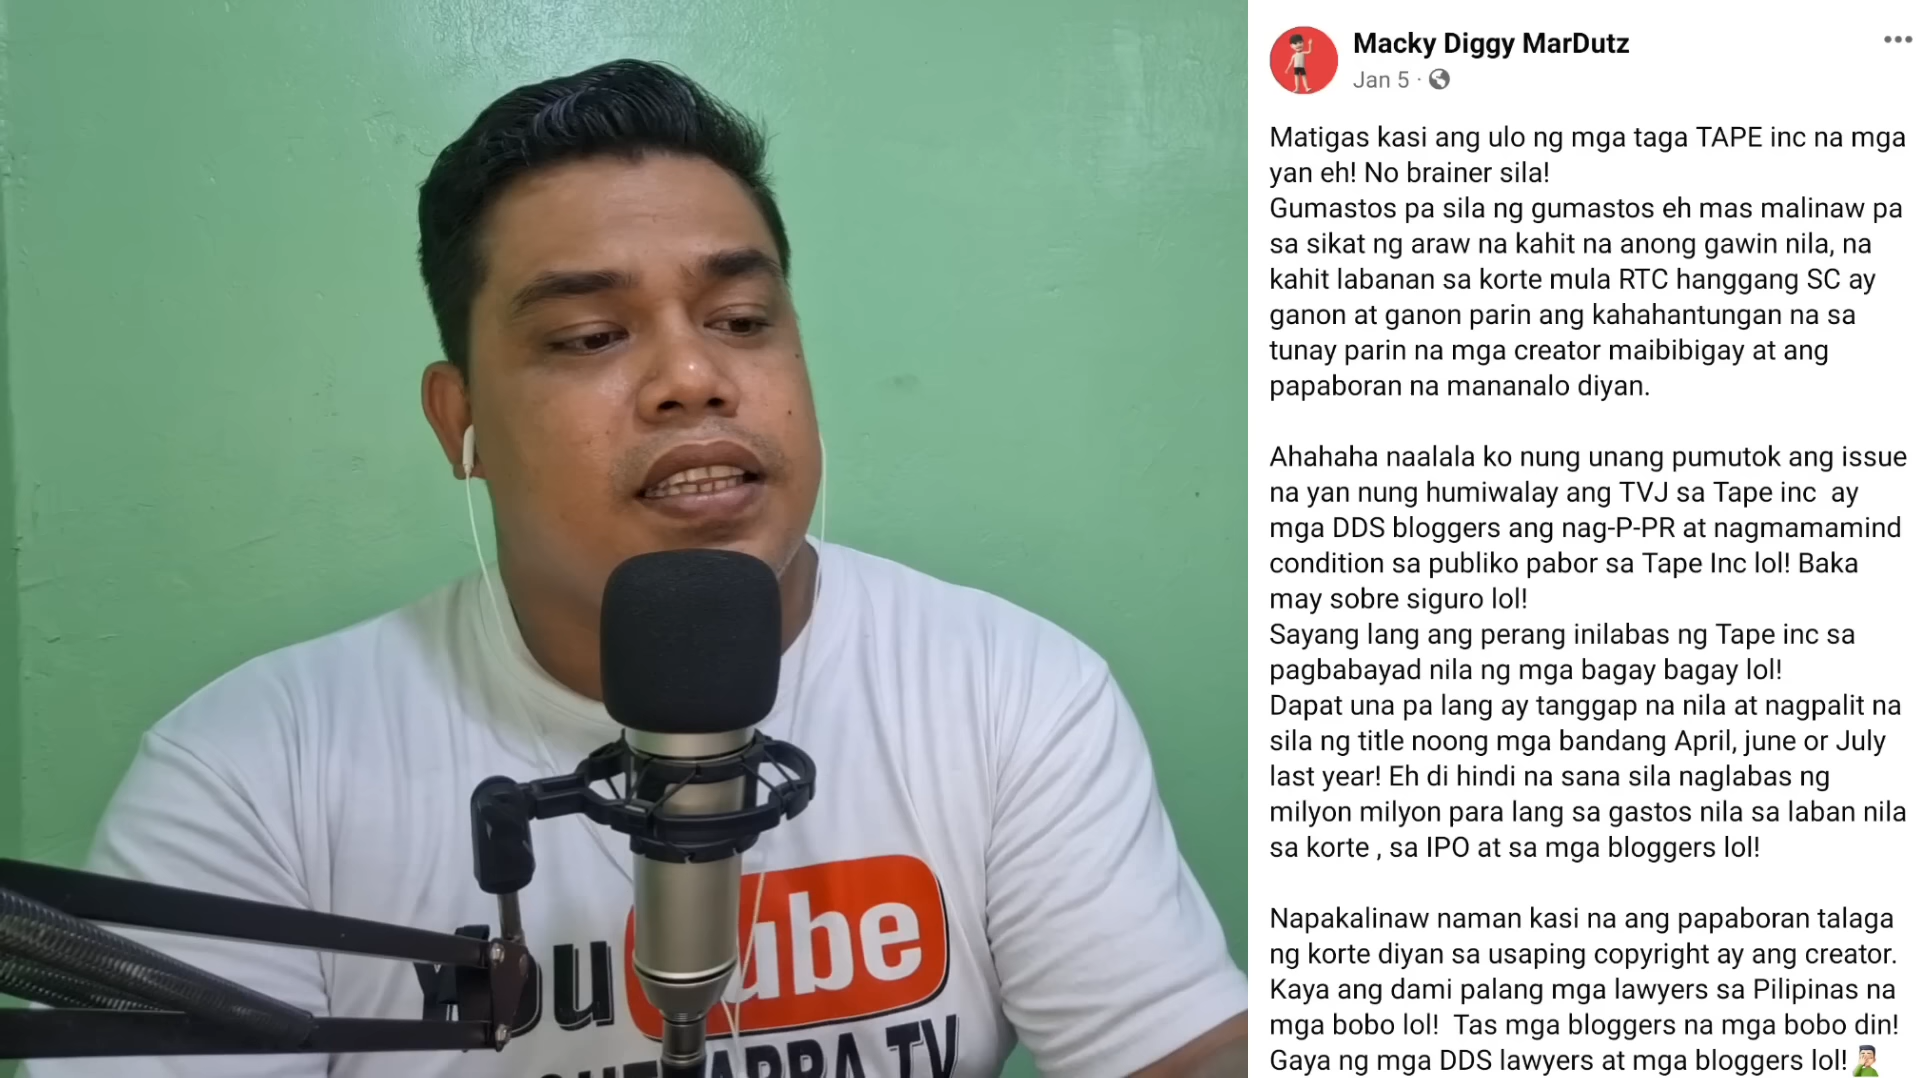 Macky Diggy MarDutz
Jan 5 ·
Matigas kasi ang ulo ng mga taga TAPE inc na mga
yan eh! No brainer sila!
Gumastos pa sila ng gumastos eh mas malinaw pa
sa sikat ng araw na kahit na anong gawin nila, na
kahit labanan sa korte mula RTC hanggang SC ay
ganon at ganon parin ang kahahantungan na sa
tunay parin na mga creator maibibigay at ang
papaboran na mananalo diyan.
Ahahaha naalala ko nung unang pumutok ang issue
na yan nung humiwalay ang TVJ sa Tape inc  ay
mga DDS bloggers ang nag-P-PR at nagmamamind
condition sa publiko pabor sa Tape Inc lol! Baka
may sobre siguro lol!
Sayang lang ang perang inilabas ng Tape inc sa
pagbabayad nila ng mga bagay bagay lol!
Dapat una pa lang ay tanggap na nila at nagpalit na
sila ng title noong mga bandang April, june or July
last year! Eh di hindi na sana sila naglabas ng
milyon milyon para lang sa gastos nila sa laban nila
sa korte , sa IPO at sa mga bloggers lol!
Napakalinaw naman kasi na ang papaboran talaga
ng korte diyan sa usaping copyright ay ang creator.
Kaya ang dami palang mga lawyers sa Pilipinas na
mga bobo lol!  Tas mga bloggers na mga bobo din!
Gaya ng mga DDS lawyers at mga bloggers lol!
YouTube
TV